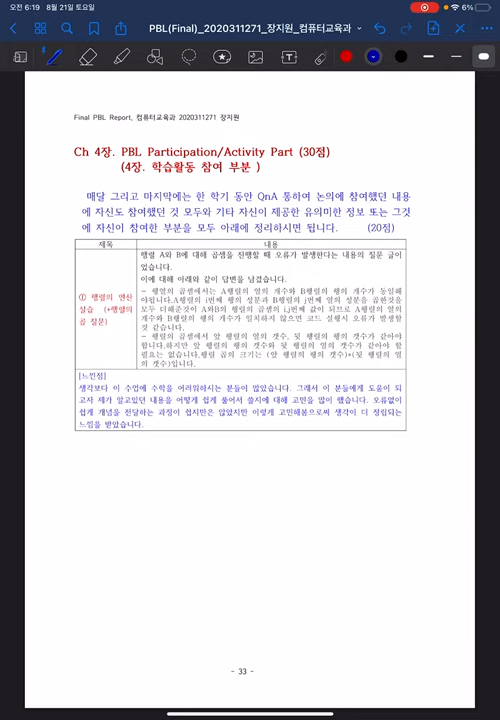 오전 6:19 8월 21일 토요일
6%
PBL(Final)_2020311271_장지원_컴퓨터교육과
Final PBL Report, 컴퓨터교육과 2020311271 장지원
Ch 4장. PBL Participation/Activity Part (30점)
(4장. 학습활동 참여 부분 )
매달 그리고 마지막에는 한 학기 동안 QnA 통하여 논의에 참여했던 내용
에 자신도 참여했던 것 모두와 기타 자신이 제공한 유의미한 정보 또는 그것
에 자신이 참여한 부분을 모두 아래에 정리하시면 됩니다. (20점)
제목 내용
① 행렬의 연산
실습 (+행렬의
곱 질문)
행렬 A와 B에 대해 곱셈을 진행할 때 오류가 발생한다는 내용의 질문 글이
있었습니다.
이에 대해 아래와 같이 답변을 남겼습니다.
- 행렬의 곱셈에서는 A행렬의 열의 개수와 B행렬의 행의 개수가 동일해
야됩니다.A행렬의 i번째 행의 성분과 B행렬의 j번째 열의 성분을 곱한것을
모두 더해준것이 A와B의 행렬의 곱셈의 i,j번째 값이 되므로 A행렬의 열의
개수와 B행렬의 행의 개수가 일치하지 않으면 코드 실행시 오류가 발생할
것 같습니다.
- 행렬의 곱셈에서 앞 행렬의 열의 갯수, 뒷 행렬의 행의 갯수가 같아야
합니다.하지만 앞 행렬의 행의 갯수와 뒷 행렬의 열의 갯수가 같아야 할
필요는 없습니다.행렬 곱의 크기는 (앞 행렬의 행의 갯수)*(뒷 행렬의 열
의 갯수)입니다.
[느낀점]
생각보다 이 수업에 수학을 어려워하시는 분들이 많았습니다. 그래서 이 분들에게 도움이 되
고자 제가 알고있던 내용을 어떻게 쉽게 풀어서 쓸지에 대해 고민을 많이 했습니다. 오류없이
쉽게 개념을 전달하는 과정이 쉽지만은 않았지만 이렇게 고민해봄으로써 생각이 더 정립되는
느낌을 받았습니다.
- 33 -